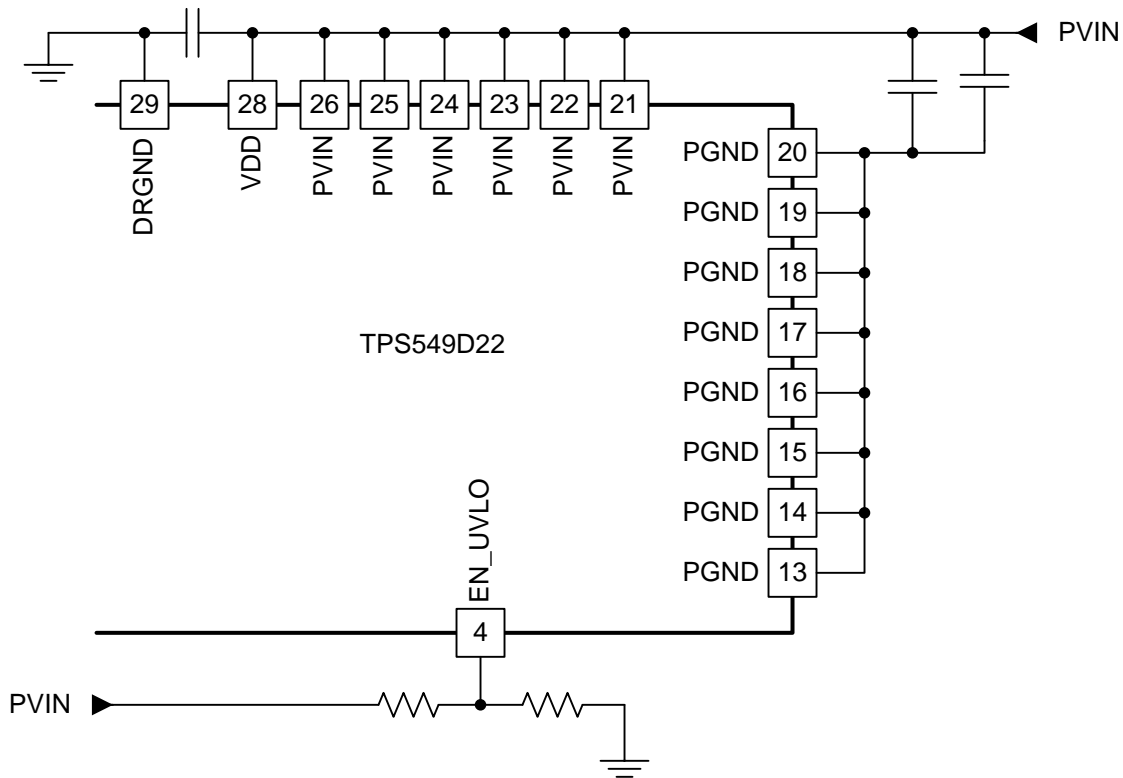 PVIN
29
28
26
25
24
23
22
21
DRGND
VDD
PVIN
PVIN
PVIN
PVIN
PVIN
PVIN
PGND 20
PGND 19
PGND 18
TPS549D22
PGND 17
PGND 16
PGND 15
PGND 14
EN_UVLO
PGND 13
4
PVIN